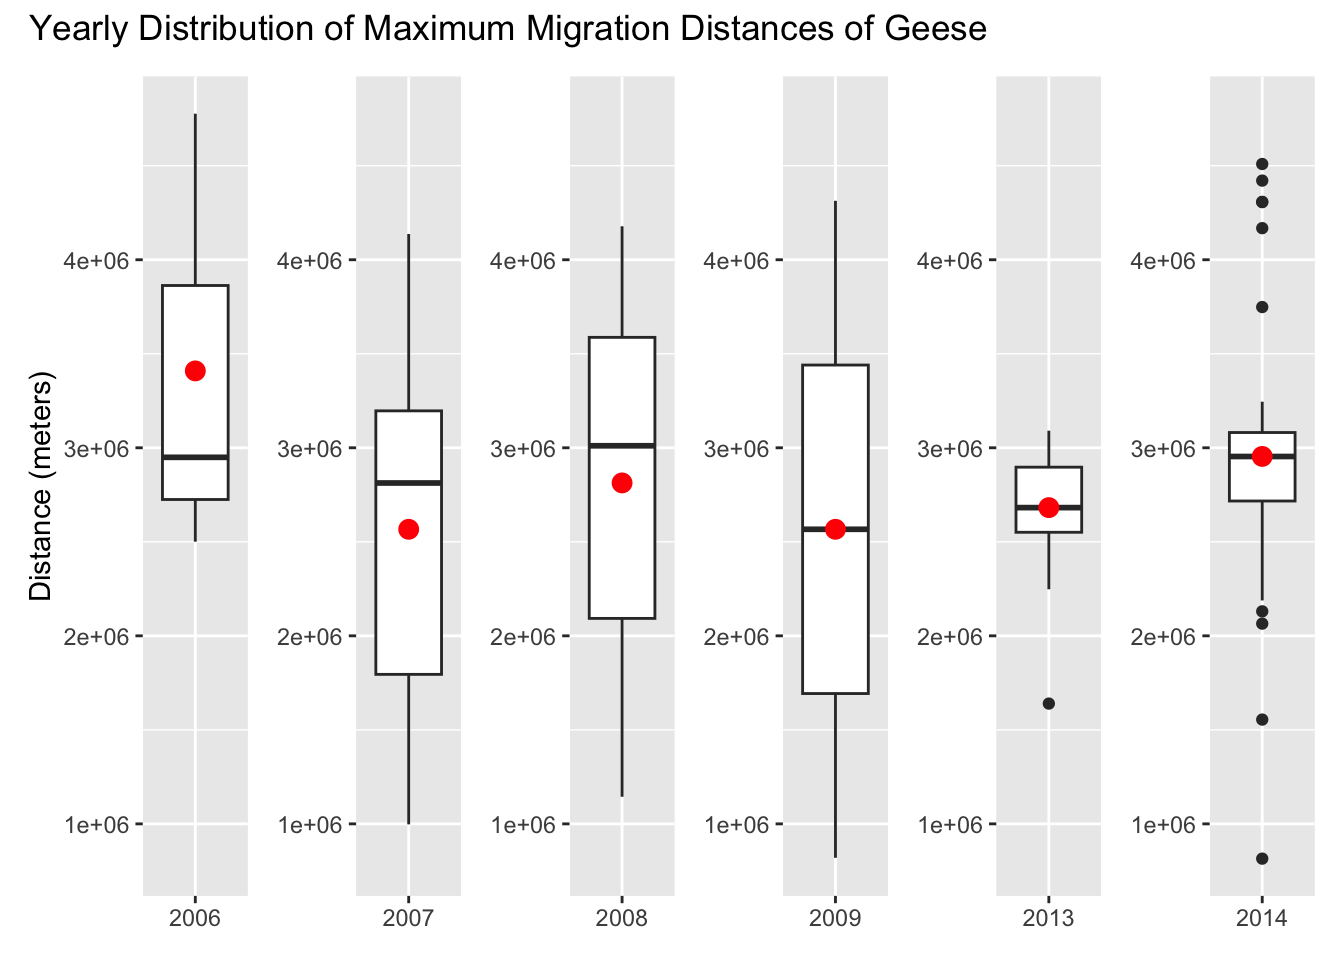 Yearly Distribution of Maximum Migration Distances of Geese
Distance (meters)
4e+06 4e+06 4e+06 4e+06 4e+06 4e+06
3e+06 3e+06 3e+06 3e+06 3e+06 3e+06
2e+06 2e+06 2e+06 2e+06 2e+06 2e+06
1e+06 1e+06 1e+06 1e+06 1e+06 1e+06
2006 2007 2008 2009 2013 2014